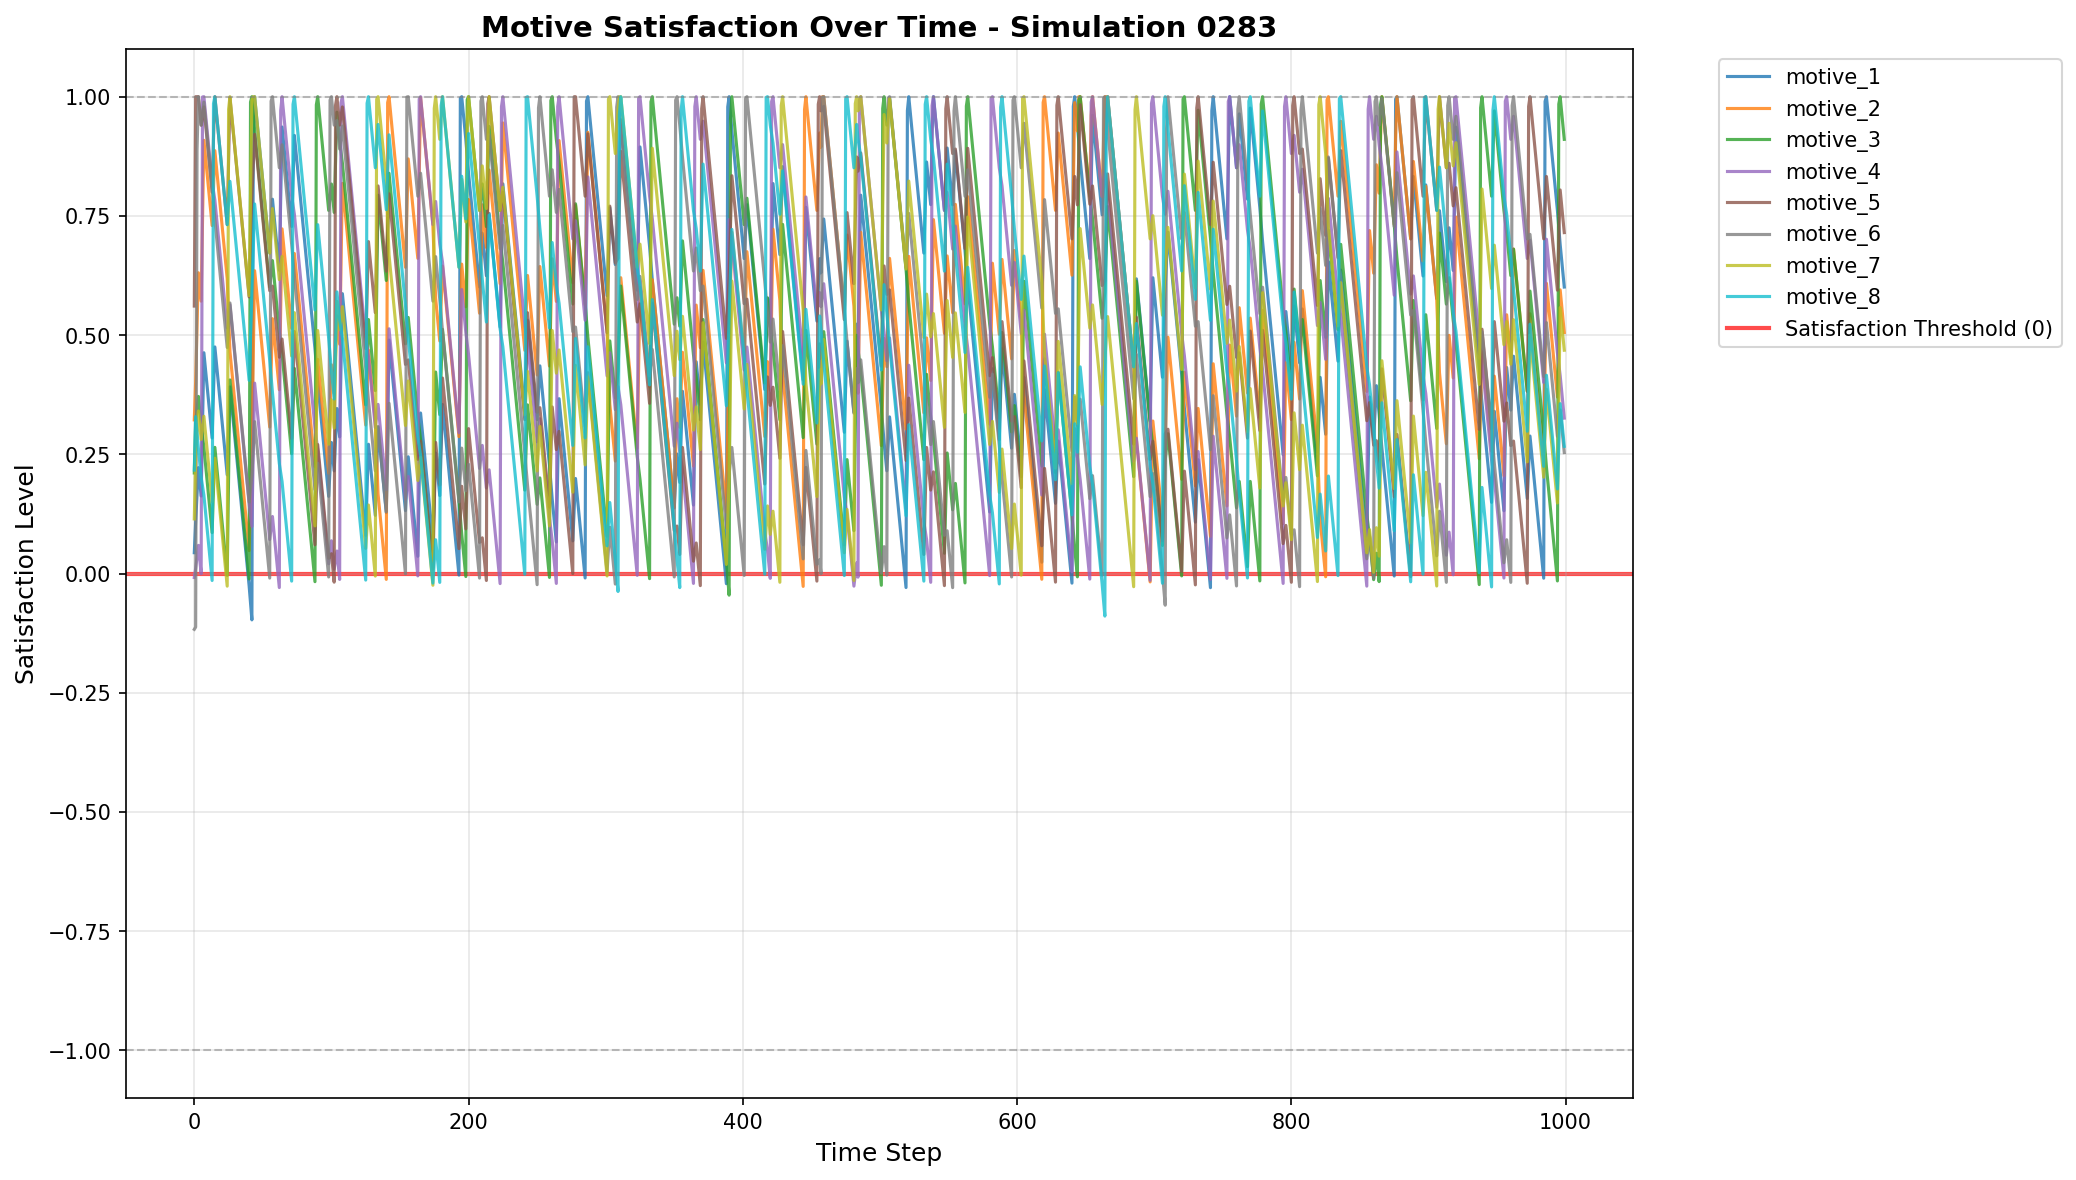 Motive Satisfaction Over Time - Simulation 0283
1.00
0.75
0.50
0.25
0.00
−0.25
−0.50
−0.75
−1.00
Satisfaction Level
0
200
400
600
800
1000
Time Step
motive_1
motive_2
motive_3
motive_4
motive_5
motive_6
motive_7
motive_8
Satisfaction Threshold (0)